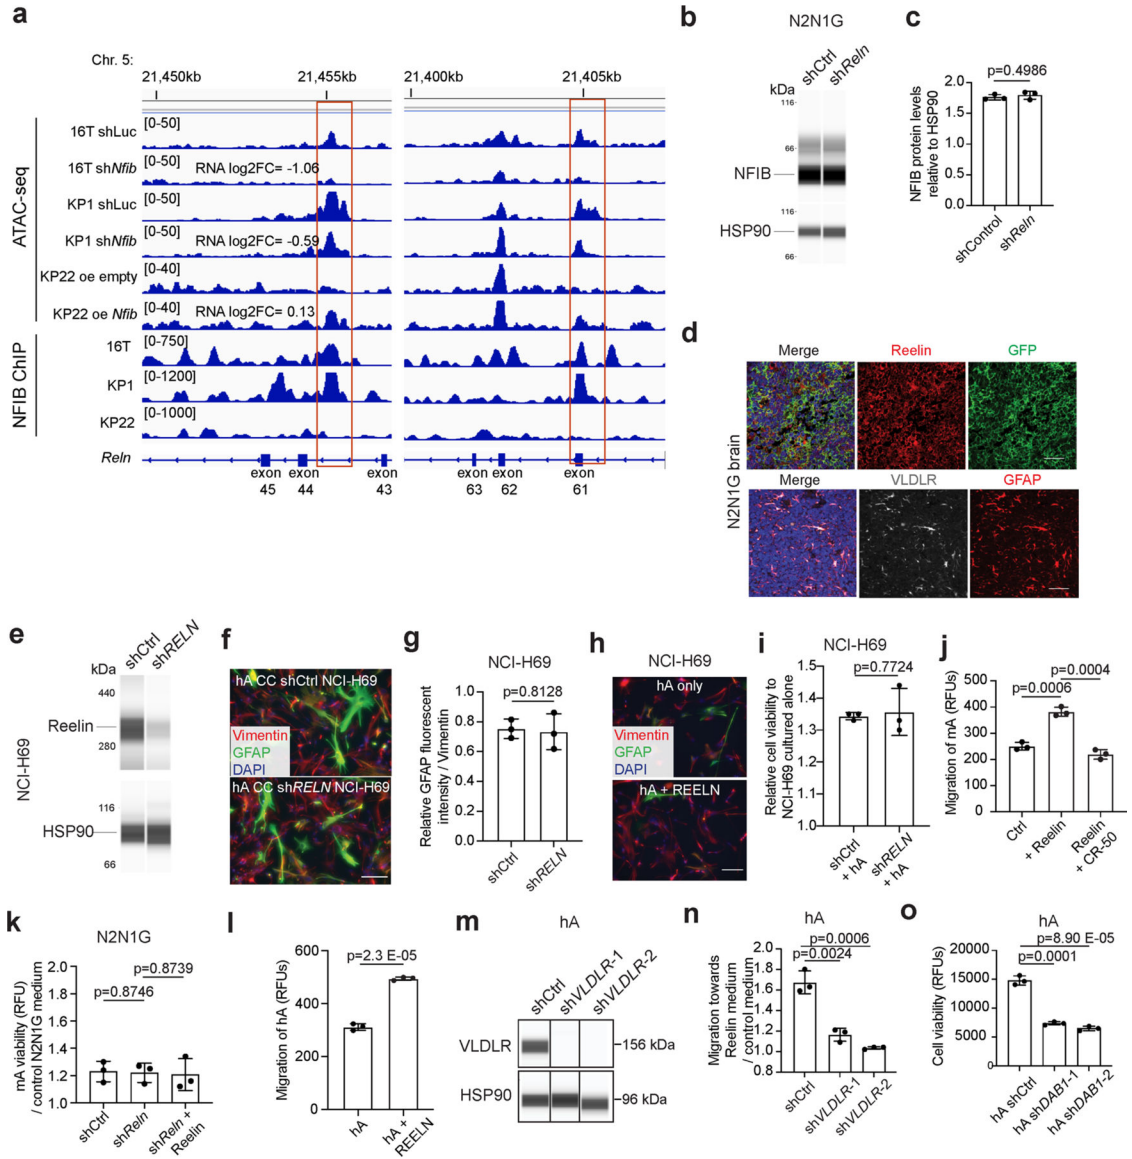 a
Chr. 5:
21,450kb
21,455kb
21,400kb
21,405kb
ATAC-seq
16T shLuc
[0-50]
16T shNfib
[0-50]
RNA log2FC= -1.06
KP1 shLuc
[0-50]
KP1 shNfib
[0-50]
RNA log2FC= -0.59
KP22 oe empty
[0-40]
KP22 oe Nfib
[0-40]
RNA log2FC= 0.13
NFIB ChIP
16T
[0-750]
KP1
[0-1200]
KP22
[0-1000]
Reln
exon 45
exon 44
exon 43
exon 63
exon 62
exon 61
b
N2N1G
shCtrl
shReln
kDa
116
66
NFIB
116
HSP90
66
c
p=0.4986
NFIB protein levels
relative to HSP90
2.0
1.5
1.0
0.5
0.0
shControl
shReln
d
N2N1G brain
Merge
Reelin
GFP
Merge
VLDLR
GFAP
e
NCI-H69
shCtrl
shRELN
kDa
440
Reelin
280
116
HSP90
66
f
hA CC shCtrl NCI-H69
Vimentin
GFAP
DAPI
hA CC shRELN NCI-H69
g
NCI-H69
p=0.8128
Relative GFAP fluorescent
intensity / Vimentin
1.0
0.8
0.6
0.4
0.2
0.0
shCtrl
shRELN
h
NCI-H69
hA only
Vimentin
GFAP
DAPI
hA + REELN
i
NCI-H69
p=0.7724
Relative cell viability to
NCI-H69 cultured alone
1.5
1.4
1.3
1.2
1.1
1.0
shCtrl
+ hA
shRELN
+ hA
j
p=0.0004
p=0.0006
Migration of mA (RFUs)
500
400
300
200
100
0
Ctrl
+ Reelin
Reelin
+ CR-50
k
N2N1G
p=0.8739
p=0.8746
mA viability (RFU)
/ control N2N1G medium
2.0
1.8
1.6
1.4
1.2
1.0
shCtrl
shReln
shReln +
Reelin
l
p=2.3 E-05
Migration of hA (RFUs)
600
400
200
0
hA
hA +
REELN
m
hA
shCtrl
shVLDLR-1
shVLDLR-2
VLDLR
156 kDa
HSP90
96 kDa
n
hA
p=0.0006
p=0.0024
Migration towards
Reelin medium
/ control medium
2.0
1.8
1.6
1.4
1.2
1.0
0.8
shCtrl
shVLDLR-1
shVLDLR-2
o
hA
p=8.90 E-05
p=0.0001
Cell viability (RFUs)
20000
15000
10000
5000
0
hA shCtrl
hA shDAB1-1
hA shDAB1-2